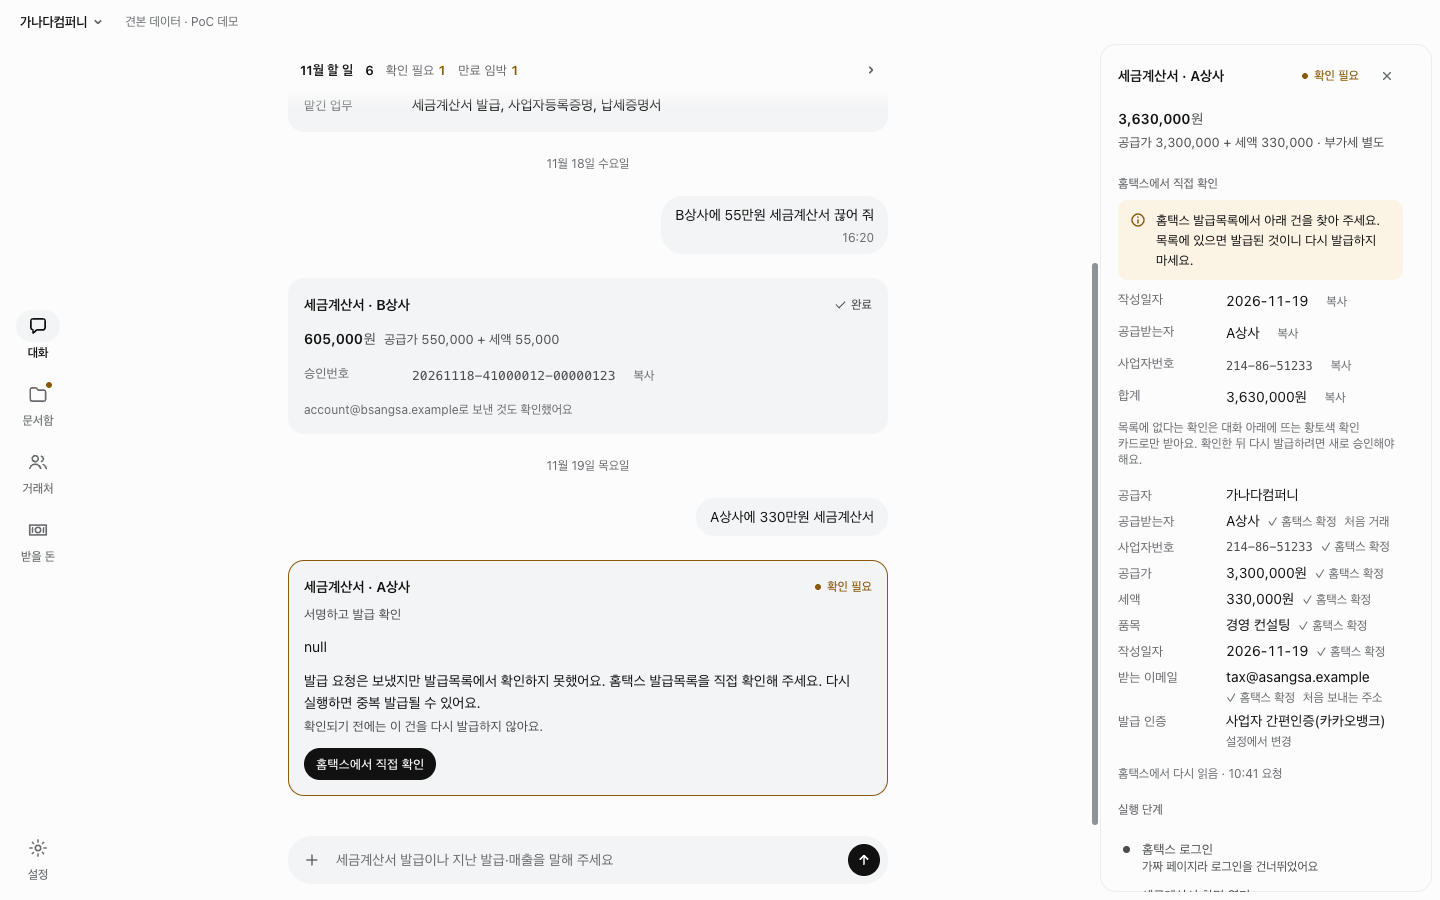 가나다컴퍼니
견본 데이터 · PoC 데모
11월 할 일 6 확인 필요 1 만료 임박 1
맡긴 업무 세금계산서 발급, 사업자등록증명, 납세증명서
11월 18일 수요일
B상사에 55만원 세금계산서 끊어 줘
16:20
세금계산서 · B상사
완료
605,000원 공급가 550,000 + 세액 55,000
승인번호 20261118-41000012-00000123 복사
account@bsangsa.example로 보낸 것도 확인했어요
11월 19일 목요일
A상사에 330만원 세금계산서
세금계산서 · A상사
확인 필요
서명하고 발급 확인
null
발급 요청은 보냈지만 발급목록에서 확인하지 못했어요. 홈택스 발급목록을 직접 확인해 주세요. 다시
실행하면 중복 발급될 수 있어요.
확인되기 전에는 이 건을 다시 발급하지 않아요.
홈택스에서 직접 확인
세금계산서 발급이나 지난 발급·매출을 말해 주세요
대화
문서함
거래처
받을 돈
설정
세금계산서 · A상사
확인 필요
3,630,000원
공급가 3,300,000 + 세액 330,000 · 부가세 별도
홈택스에서 직접 확인
홈택스 발급목록에서 아래 건을 찾아 주세요.
목록에 있으면 발급된 것이니 다시 발급하지
마세요.
작성일자 2026-11-19 복사
공급받는자 A상사 복사
사업자번호 214-86-51233 복사
합계 3,630,000원 복사
목록에 없다는 확인은 대화 아래에 뜨는 황토색 확인
카드로만 받아요. 확인한 뒤 다시 발급하려면 새로 승인해야
해요.
공급자 가나다컴퍼니
공급받는자 A상사 ✓ 홈택스 확정 처음 거래
사업자번호 214-86-51233 ✓ 홈택스 확정
공급가 3,300,000원 ✓ 홈택스 확정
세액 330,000원 ✓ 홈택스 확정
품목 경영 컨설팅 ✓ 홈택스 확정
작성일자 2026-11-19 ✓ 홈택스 확정
받는 이메일 tax@asangsa.example
✓ 홈택스 확정 처음 보내는 주소
발급 인증 사업자 간편인증(카카오뱅크)
설정에서 변경
홈택스에서 다시 읽음 · 10:41 요청
실행 단계
홈택스 로그인
가짜 페이지라 로그인을 건너뛰었어요